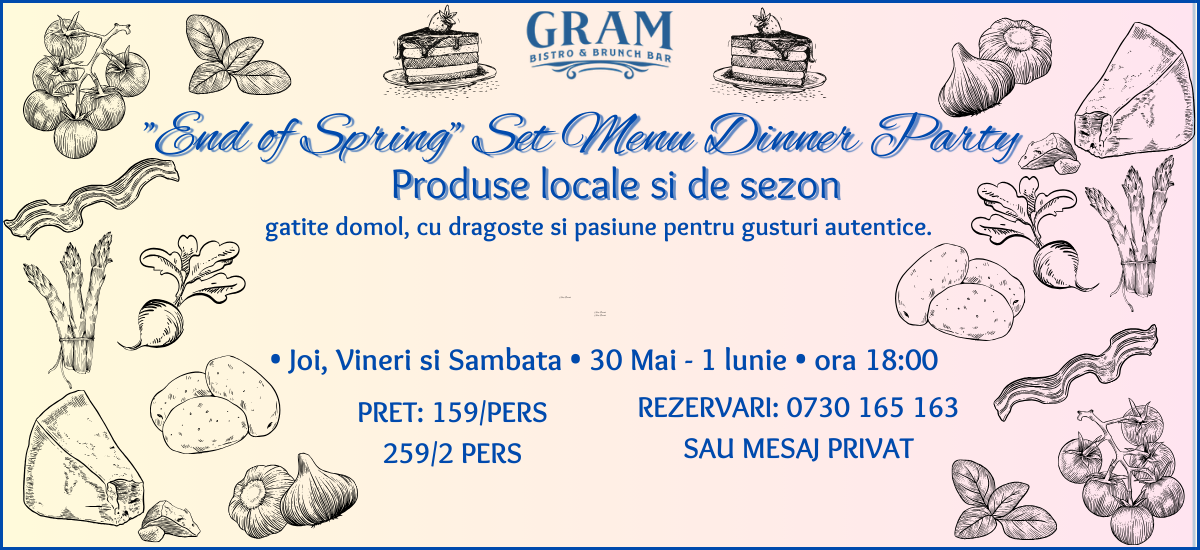 GRAM
BISTRO & BRUNCH BAR
"End of Spring" Set Menu Dinner Party
Produse locale si de sezon
gatite domol, cu dragoste si pasiune pentru gusturi autentice.
• Joi, Vineri si Sambata • 30 Mai - 1 Iunie • ora 18:00
PRET: 159/PERS
259/2 PERS
REZERVARI: 0730 165 163
SAU MESAJ PRIVAT